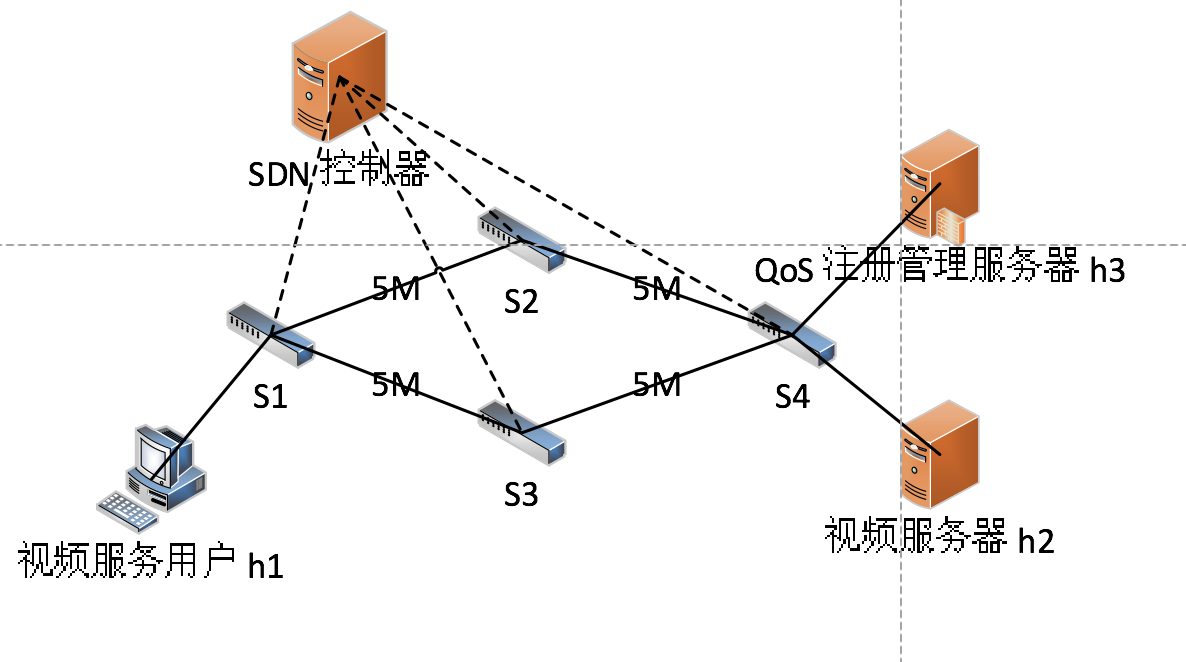 SDN 控制器
QoS 注册管理服务器 h3
5M
5M
S2
S1
5M
5M
S4
S3
视频服务器 h2
视频服务用户 h1